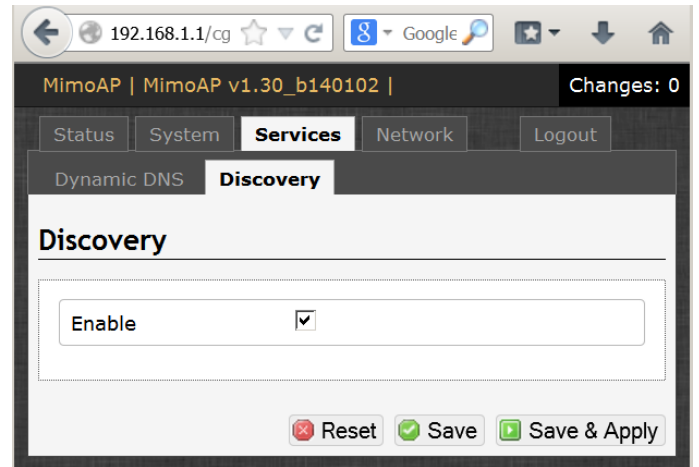 192.168.1.1/cg 8 Google
MimoAP | MimoAP v1.30_b140102 | Changes: 0
Status System Services Network Logout
Dynamic DNS Discovery
Discovery
Enable
Reset Save Save & Apply